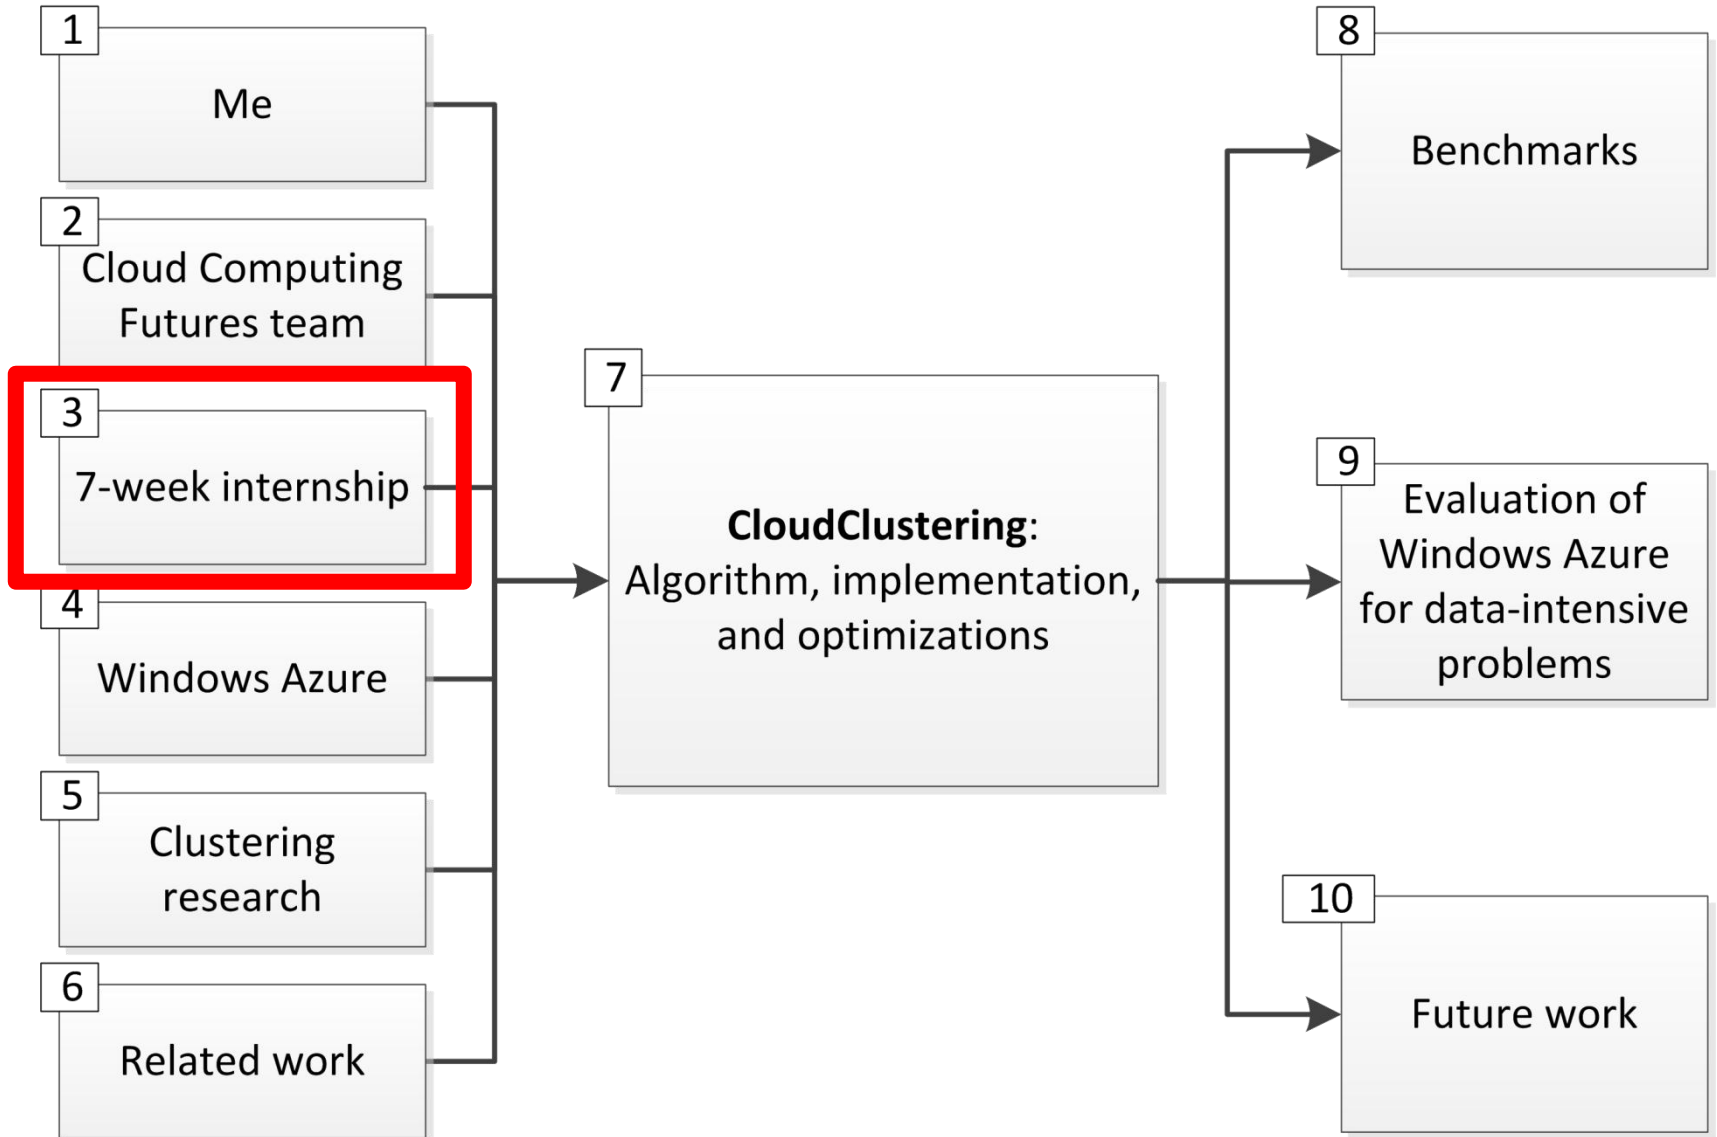 1
Me
2
Cloud Computing
Futures team
3
7-week internship
4
Windows Azure
5
Clustering
research
6
Related work
7
CloudClustering:
Algorithm, implementation,
and optimizations
8
Benchmarks
9
Evaluation of
Windows Azure
for data-intensive
problems
10
Future work